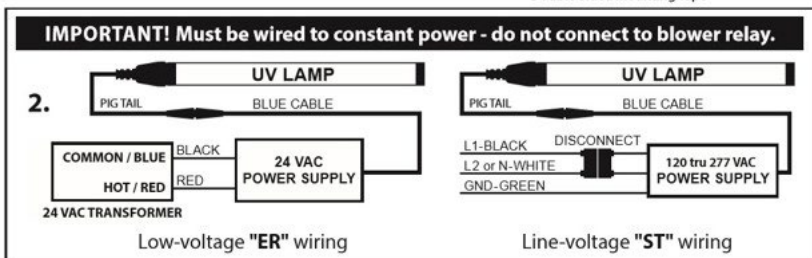 IMPORTANT! Must be wired to constant power - do not connect to blower relay.
2.
UV LAMP
PIG TAIL
BLUE CABLE
COMMON / BLUE
BLACK
HOT / RED
RED
24 VAC
POWER SUPPLY
24 VAC TRANSFORMER
Low-voltage "ER" wiring
UV LAMP
PIG TAIL
BLUE CABLE
L1-BLACK
DISCONNECT
L2 or N-WHITE
GND-GREEN
120 tru 277 VAC
POWER SUPPLY
Line-voltage "ST" wiring